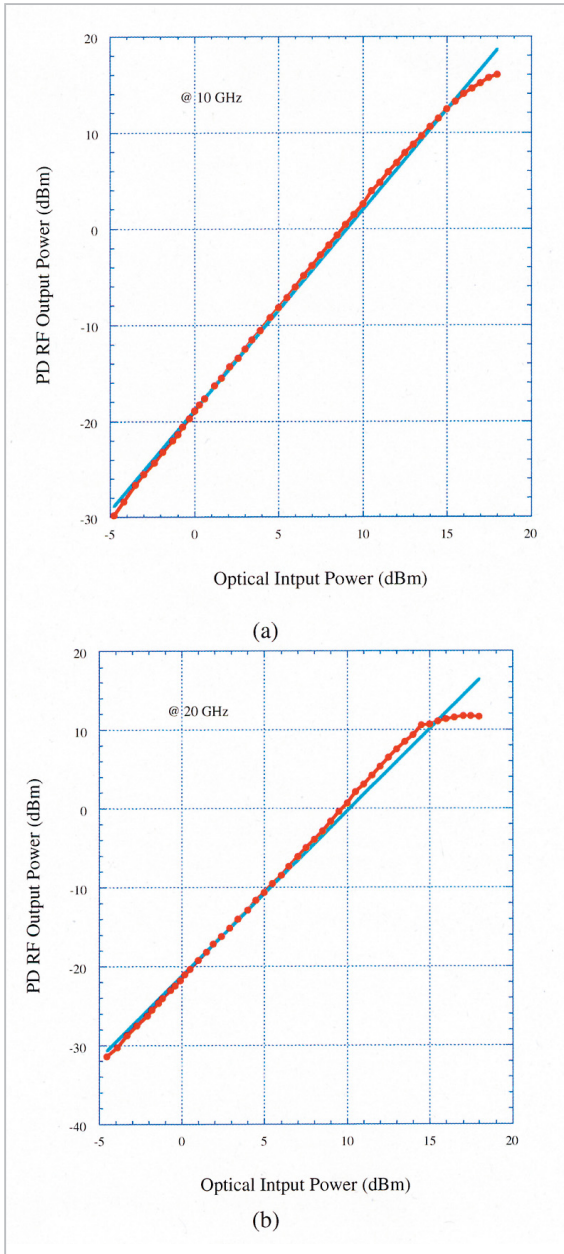 20
@ 10 GHz
10
0
-10
-20
-30
-5 0 5 10 15 20
PD RF Output Power (dBm)
Optical Intput Power (dBm)
(a)
20
@ 20 GHz
10
0
-10
-20
-30
-40
-5 0 5 10 15 20
PD RF Output Power (dBm)
Optical Intput Power (dBm)
(b)